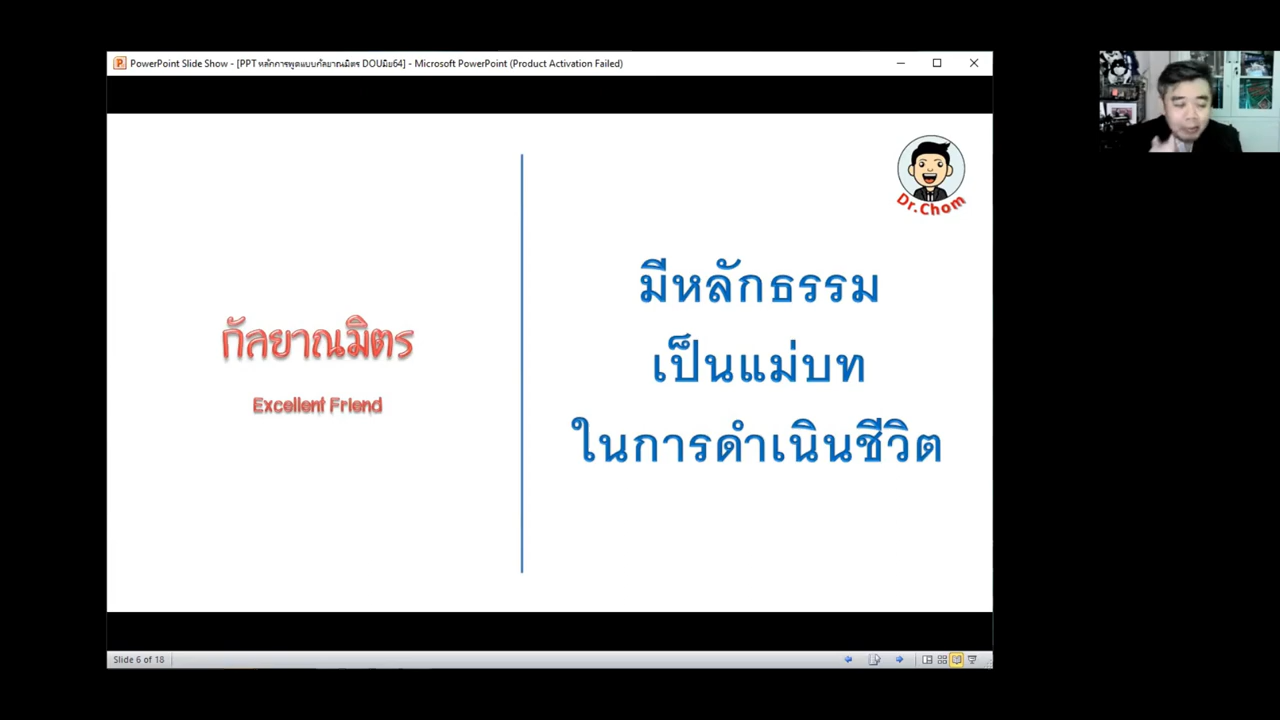 PowerPoint Slide Show - [PPT หลักการพูดแบบกัลยาณมิตร DOUมิย64] - Microsoft PowerPoint (Product Activation Failed)
Dr.Chom
กัลยาณมิตร
Excellent Friend
มีหลักธรรม
เป็นแม่บท
ในการดำเนินชีวิต
Slide 6 of 18